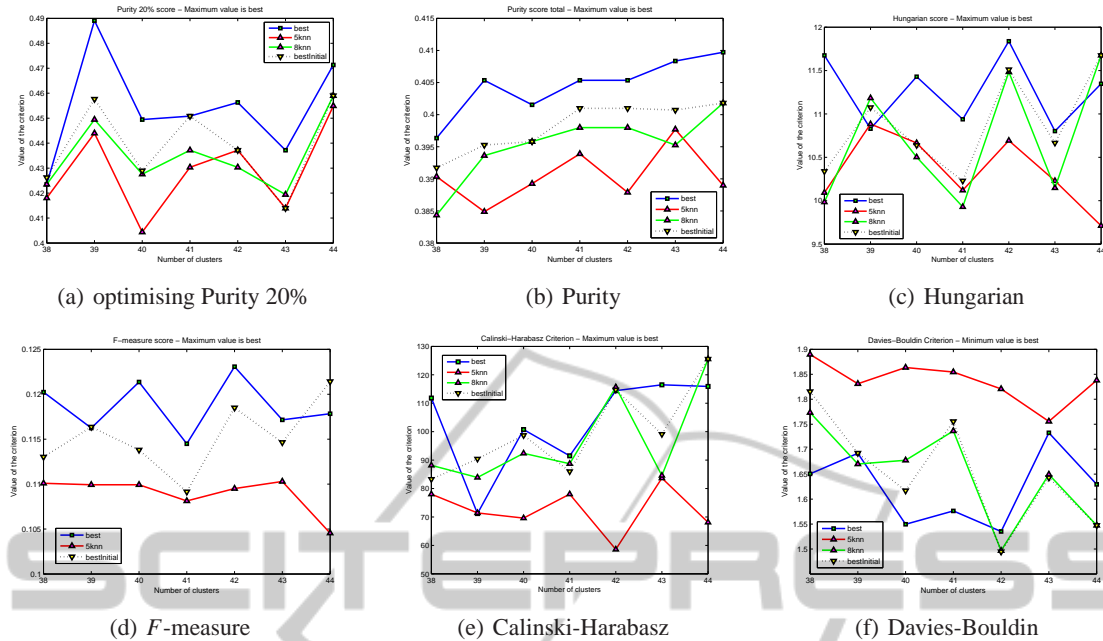 Purity 20% score – Maximum value is best
0.49
0.48
0.47
0.46
0.45
0.44
0.43
0.42
0.41
0.4
Value of the criterion
best
5knn
8knn
bestInitial
38 39 40 41 42 43 44
Number of clusters
(a) optimising Purity 20%
Purity score total – Maximum value is best
0.415
0.41
0.405
0.4
0.395
0.39
0.385
0.38
Value of the criterion
best
5knn
8knn
bestInitial
38 39 40 41 42 43 44
Number of clusters
(b) Purity
Hungarian score – Maximum value is best
12
11.5
11
10.5
10
9.5
Value of the criterion
best
5knn
8knn
bestInitial
38 39 40 41 42 43 44
Number of clusters
(c) Hungarian
F-measure score – Maximum value is best
0.125
0.12
0.115
0.11
0.105
0.1
Value of the criterion
best
5knn
bestInitial
38 39 40 41 42 43 44
Number of clusters
(d) F-measure
Calinski-Harabasz Criterion – Maximum value is best
130
120
110
100
90
80
70
60
50
Value of the criterion
best
5knn
8knn
bestInitial
38 39 40 41 42 43 44
Number of clusters
(e) Calinski-Harabasz
Davies-Bouldin Criterion – Minimum value is best
1.9
1.85
1.8
1.75
1.7
1.65
1.6
1.55
1.5
Value of the criterion
best
5knn
8knn
bestInitial
38 39 40 41 42 43 44
Number of clusters
(f) Davies-Bouldin
SCITEPRESS